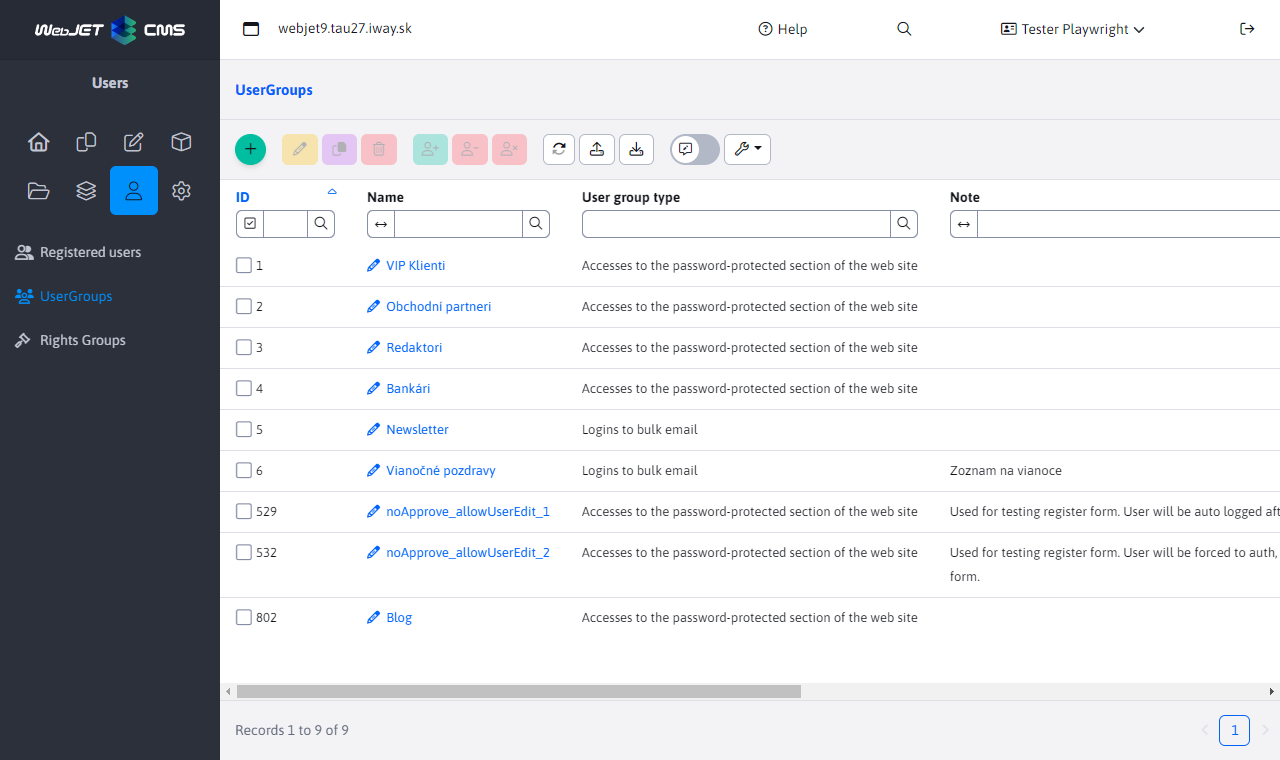 WebJET CMS
webjet9.tau27.iway.sk
Help
Tester Playwright
Users
UserGroups
Registered users
UserGroups
Rights Groups
ID Name User group type Note
1 VIP Klienti Accesses to the password-protected section of the web site
2 Obchodní partneri Accesses to the password-protected section of the web site
3 Redaktori Accesses to the password-protected section of the web site
4 Bankári Accesses to the password-protected section of the web site
5 Newsletter Logins to bulk email
6 Vianočné pozdravy Logins to bulk email Zoznam na vianoce
529 noApprove_allowUserEdit_1 Accesses to the password-protected section of the web site Used for testing register form. User will be auto logged aft
532 noApprove_allowUserEdit_2 Accesses to the password-protected section of the web site Used for testing register form. User will be forced to auth,
form.
802 Blog Accesses to the password-protected section of the web site
Records 1 to 9 of 9
1